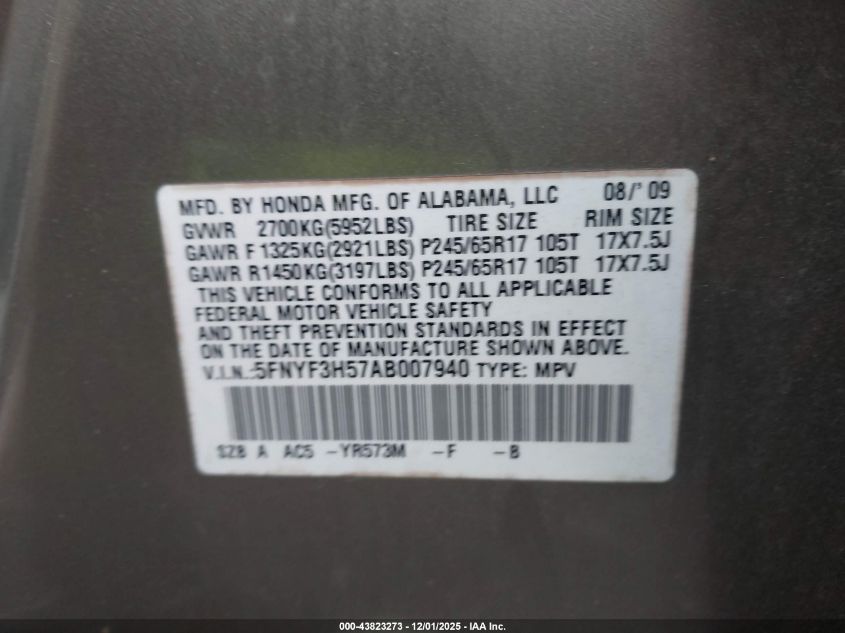 MFD. BY HONDA MFG. OF ALABAMA, LLC 08/'09
GVWR 2700KG(5952LBS) TIRE SIZE RIM SIZE
GAWR F 1325KG(2921LBS) P245/65R17 105T 17X7.5J
GAWR R1450KG(3197LBS) P245/65R17 105T 17X7.5J
THIS VEHICLE CONFORMS TO ALL APPLICABLE
FEDERAL MOTOR VEHICLE SAFETY
AND THEFT PREVENTION STANDARDS IN EFFECT
ON THE DATE OF MANUFACTURE SHOWN ABOVE.
V.I.N.:5FNYF3H57AB007940 TYPE: MPV
SZB A AC5 -YR573M -F -B
000-43823273 - 12/01/2025 - IAA Inc.